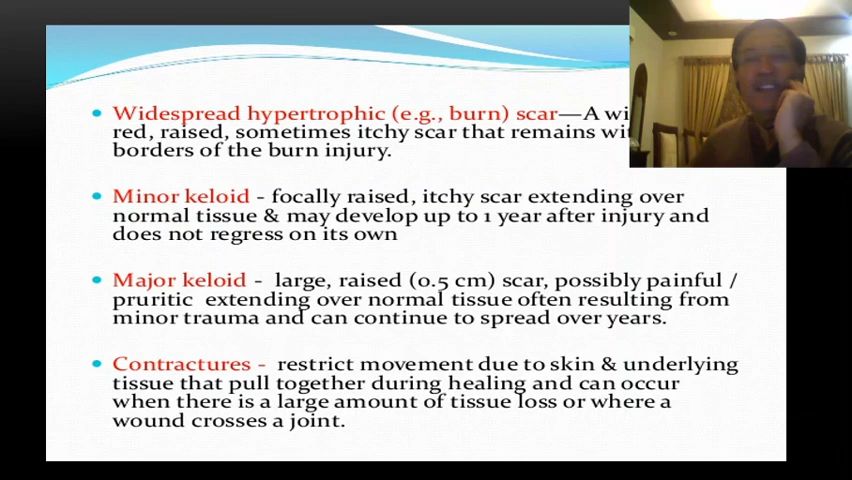 Widespread hypertrophic (e.g., burn) scar—A
red, raised, sometimes itchy scar that remains
borders of the burn injury.
Minor keloid - focally raised, itchy scar extending over
normal tissue & may develop up to 1 year after injury and
does not regress on its own
Major keloid - large, raised (0.5 cm) scar, possibly painful /
pruritic extending over normal tissue often resulting from
minor trauma and can continue to spread over years.
Contractures - restrict movement due to skin & underlying
tissue that pull together during healing and can occur
when there is a large amount of tissue loss or where a
wound crosses a joint.